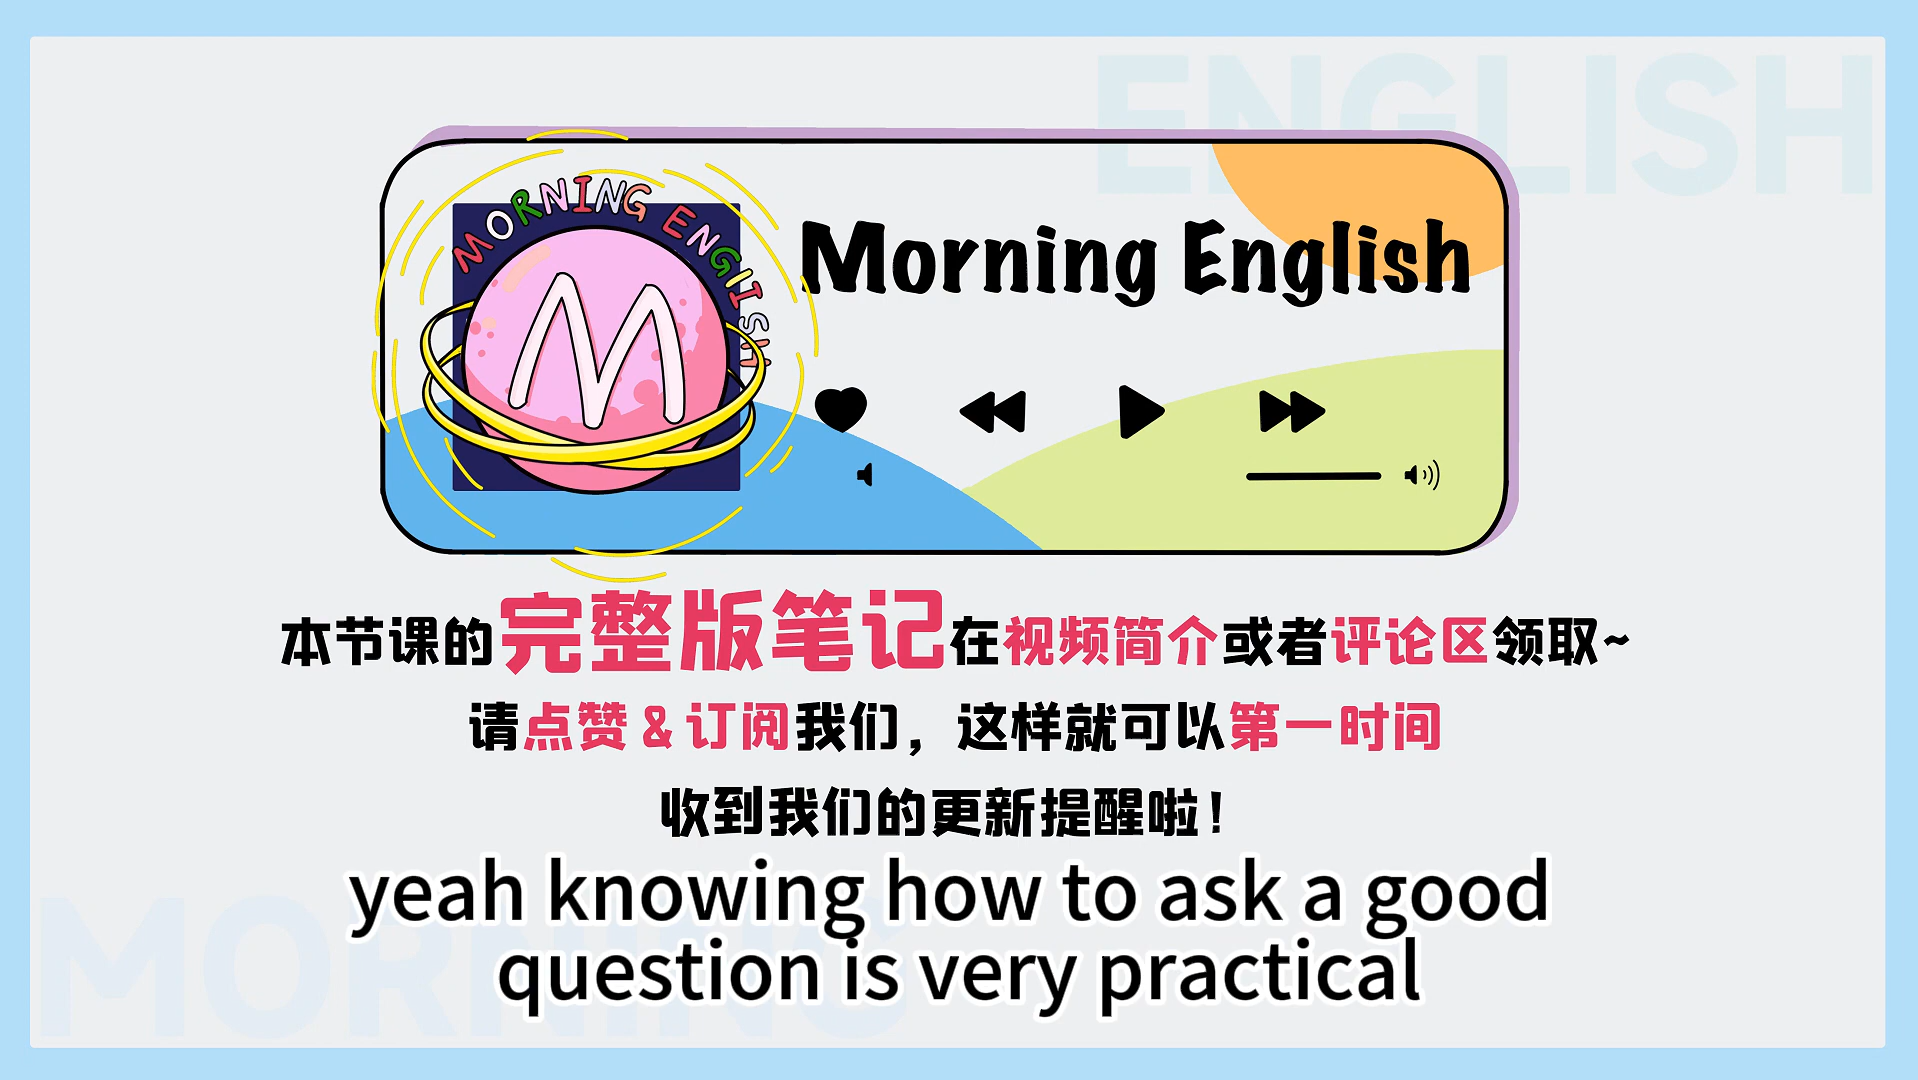 ENGLISH
MORNING ENGLISH
M
Morning English
本节课的完整版笔记在视频简介或者评论区领取~
请点赞&订阅我们，这样就可以第一时间
收到我们的更新提醒啦！
yeah knowing how to ask a good
question is very practical
MORNING